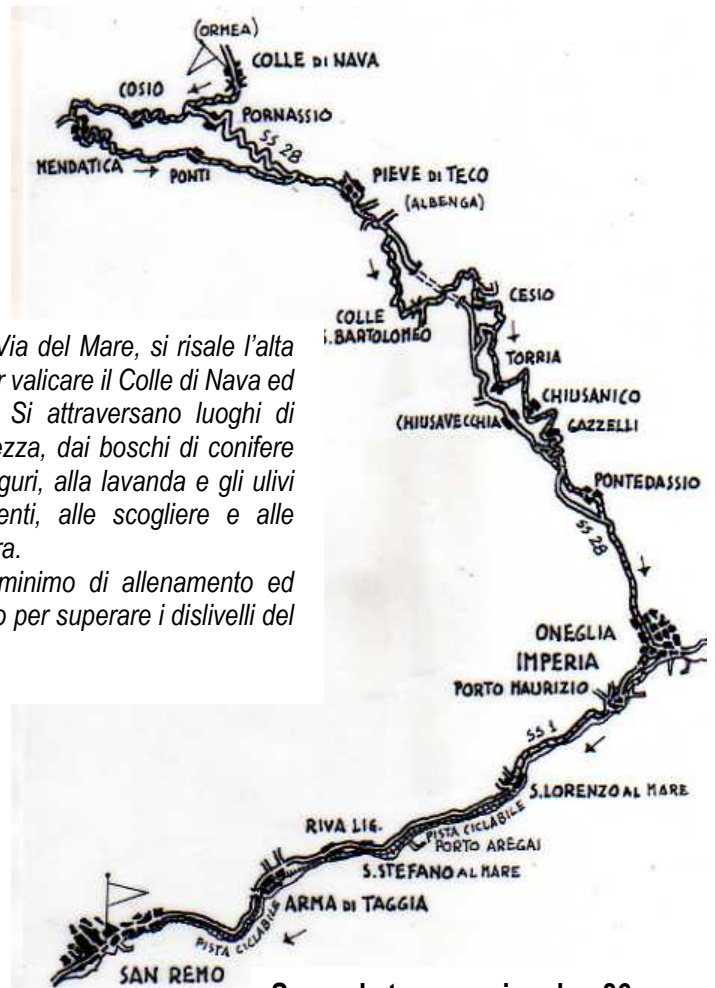 (ORMEA)
COLLE DI NAVA
COSIO
PORNASSIO
SS 28
MENDATICA
PONTI
PIEVE DI TECO
(ALBENGA)
CESIO
COLLE
S. BARTOLOMEO
Via del Mare, si risale l'alta
r valicare il Colle di Nava ed
Si attraversano luoghi di
ezza, dai boschi di conifere
guri, alla lavanda e gli ulivi
enti, alle scogliere e alle
ra.
minimo di allenamento ed
o per superare i dislivelli del
TORRIA
CHIUSANICO
CHIUSAVECCHIA
GAZZELLI
PONTEDASSIO
SS 28
ONEGLIA
IMPERIA
PORTO MAURIZIO
SS 1
S. LORENZO AL MARE
PISTA CICLABILE
RIVA LIG.
PORTO AREGAI
S. STEFANO AL MARE
ARMA DI TAGGIA
PISTA CICLABILE
SAN REMO